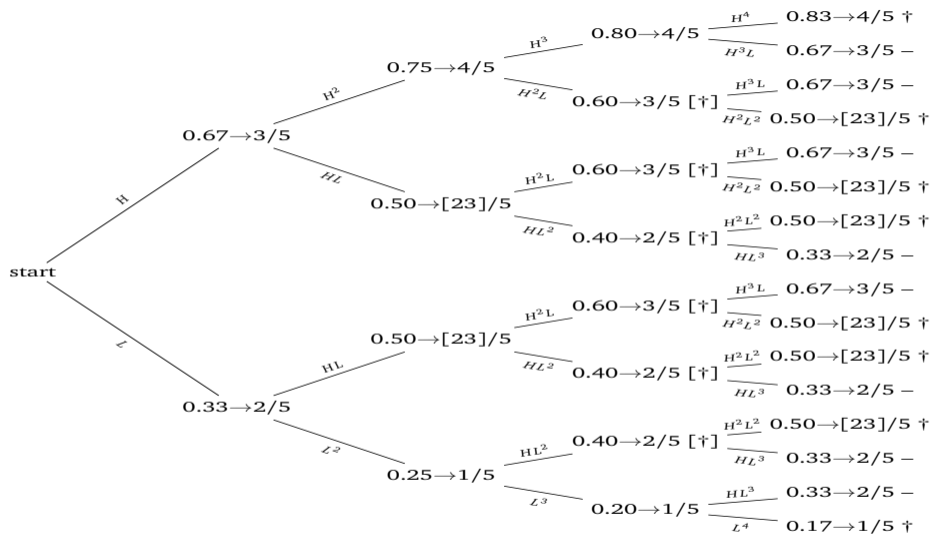 H⁴ 0.83→4/5 †
0.80→4/5
H³ H³L 0.67→3/5 –
0.75→4/5
H³L 0.67→3/5 –
H² H²L 0.60→3/5 [†]
H²L² 0.50→[23]/5 †
0.67→3/5
H³L 0.67→3/5 –
HL H²L 0.60→3/5 [†]
H²L² 0.50→[23]/5 †
0.50→[23]/5
H H²L² 0.50→[23]/5 †
HL² 0.40→2/5 [†]
HL³ 0.33→2/5 –
start
H³L 0.67→3/5 –
H²L 0.60→3/5 [†]
H²L² 0.50→[23]/5 †
0.50→[23]/5
L H²L² 0.50→[23]/5 †
HL HL² 0.40→2/5 [†]
HL³ 0.33→2/5 –
0.33→2/5
H²L² 0.50→[23]/5 †
L² HL² 0.40→2/5 [†]
HL³ 0.33→2/5 –
0.25→1/5
HL³ 0.33→2/5 –
L³ 0.20→1/5
L⁴ 0.17→1/5 †